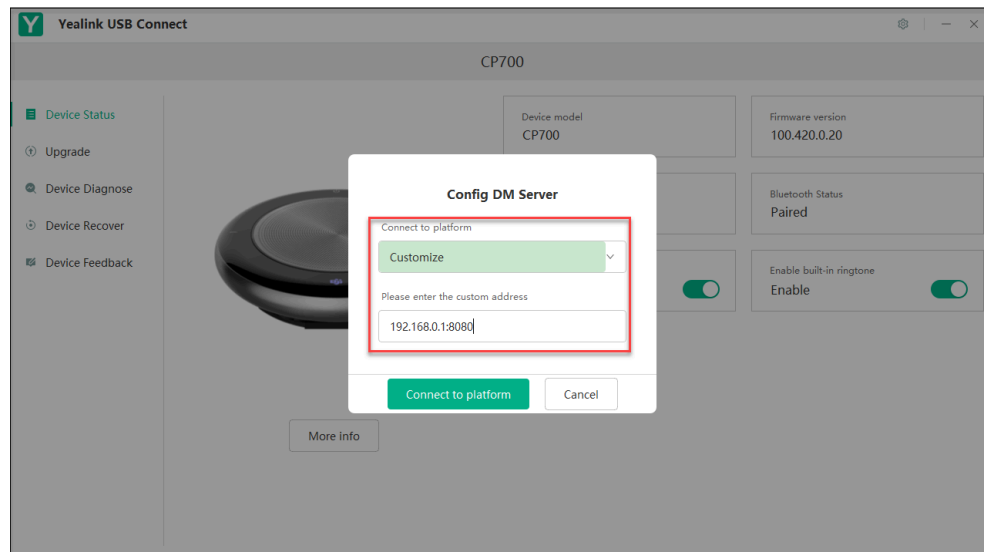 Y Yealink USB Connect
CP700
Device Status
Upgrade
Device Diagnose
Device Recover
Device Feedback
Device model
CP700
Firmware version
100.420.0.20
Bluetooth Status
Paired
Enable built-in ringtone
Enable
Config DM Server
Connect to platform
Customize
Please enter the custom address
192.168.0.1:8080
Connect to platform
Cancel
More info